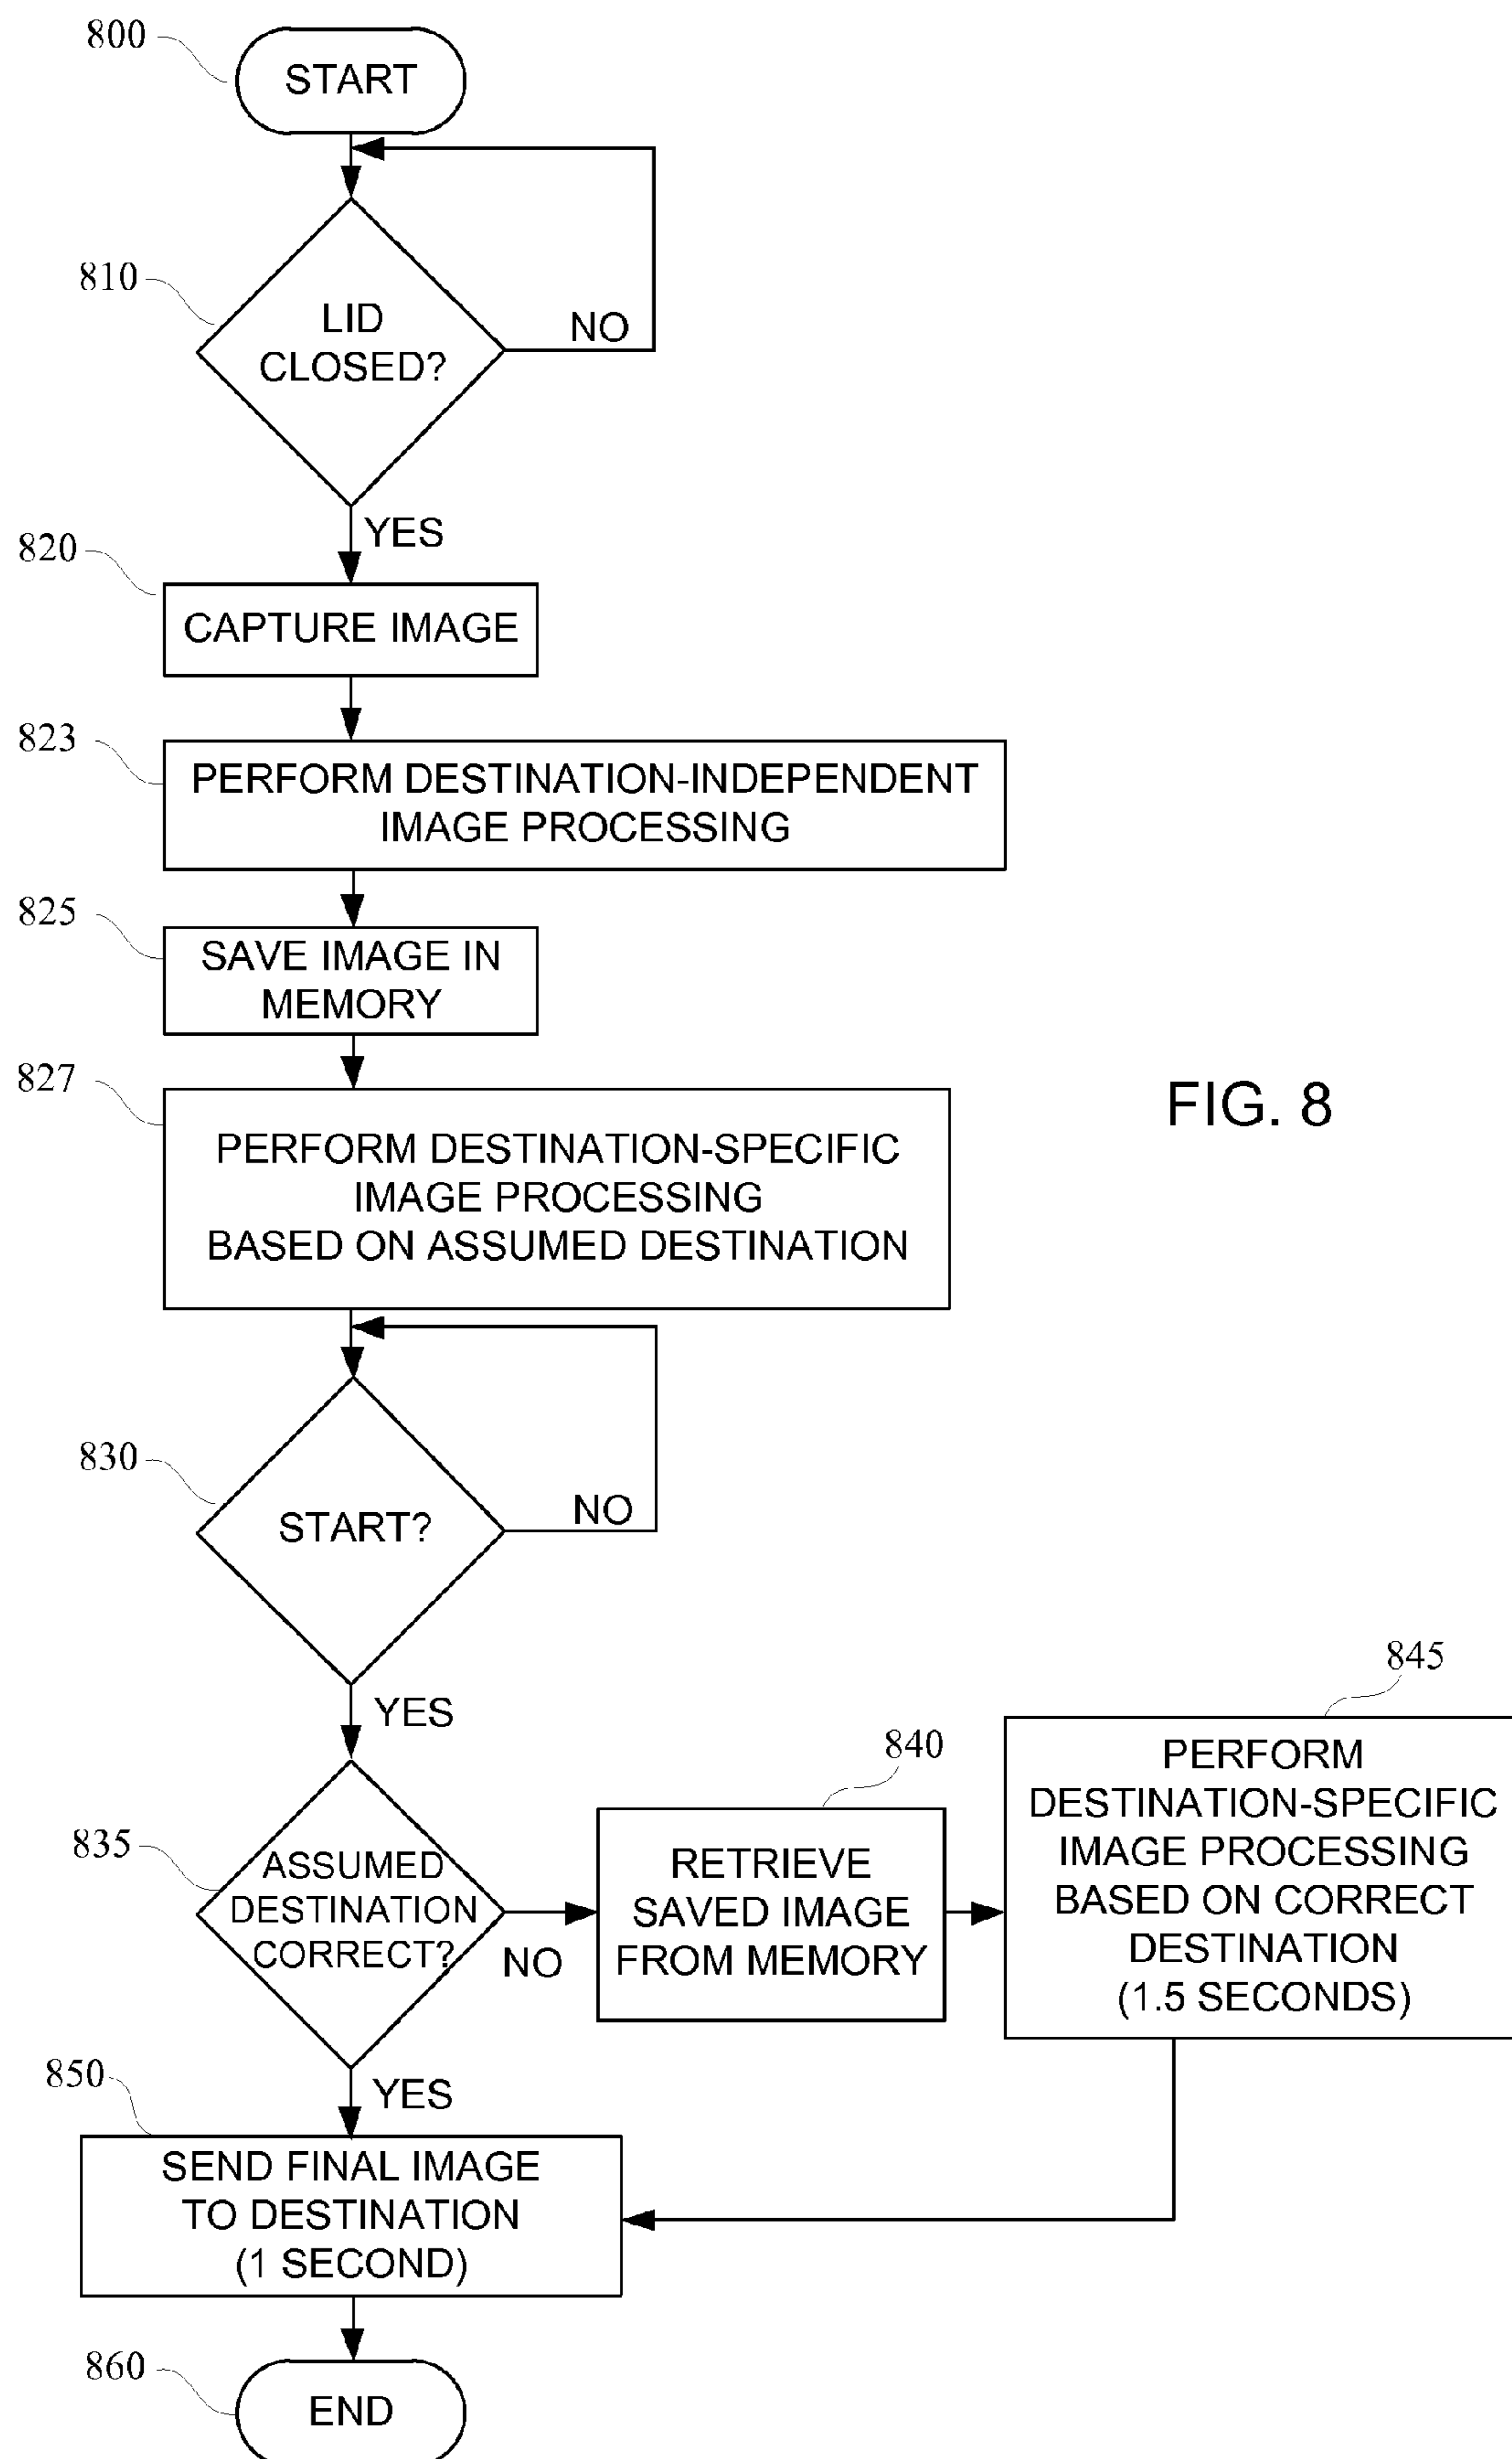 800
START
810
LID
CLOSED?
NO
YES
820
CAPTURE IMAGE
823
PERFORM DESTINATION-INDEPENDENT
IMAGE PROCESSING
825
SAVE IMAGE IN
MEMORY
827
PERFORM DESTINATION-SPECIFIC
IMAGE PROCESSING
BASED ON ASSUMED DESTINATION
FIG. 8
830
START?
NO
YES
835
ASSUMED
DESTINATION
CORRECT?
NO
840
RETRIEVE
SAVED IMAGE
FROM MEMORY
845
PERFORM
DESTINATION-SPECIFIC
IMAGE PROCESSING
BASED ON CORRECT
DESTINATION
(1.5 SECONDS)
YES
850
SEND FINAL IMAGE
TO DESTINATION
(1 SECOND)
860
END